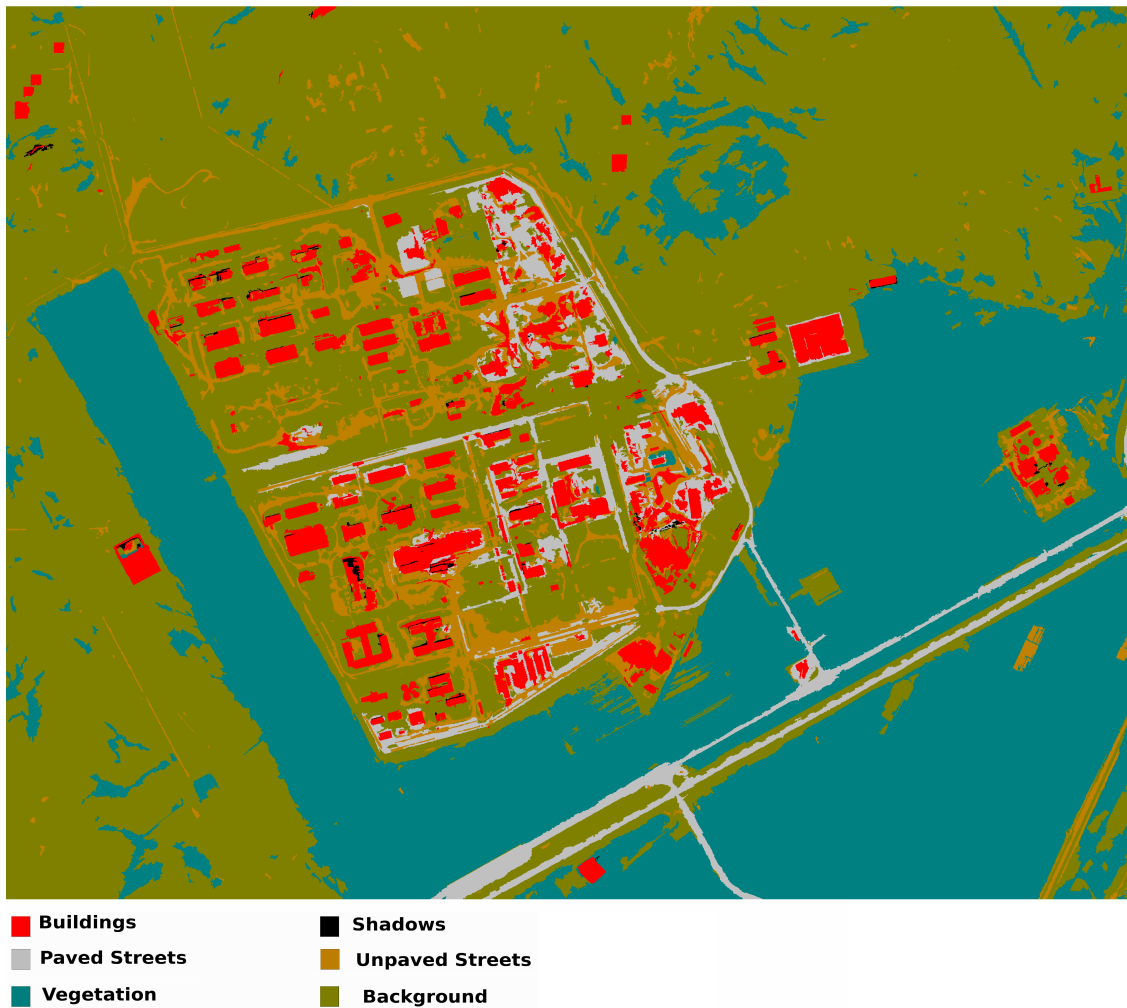 Buildings
Shadows
Paved Streets
Unpaved Streets
Vegetation
Background